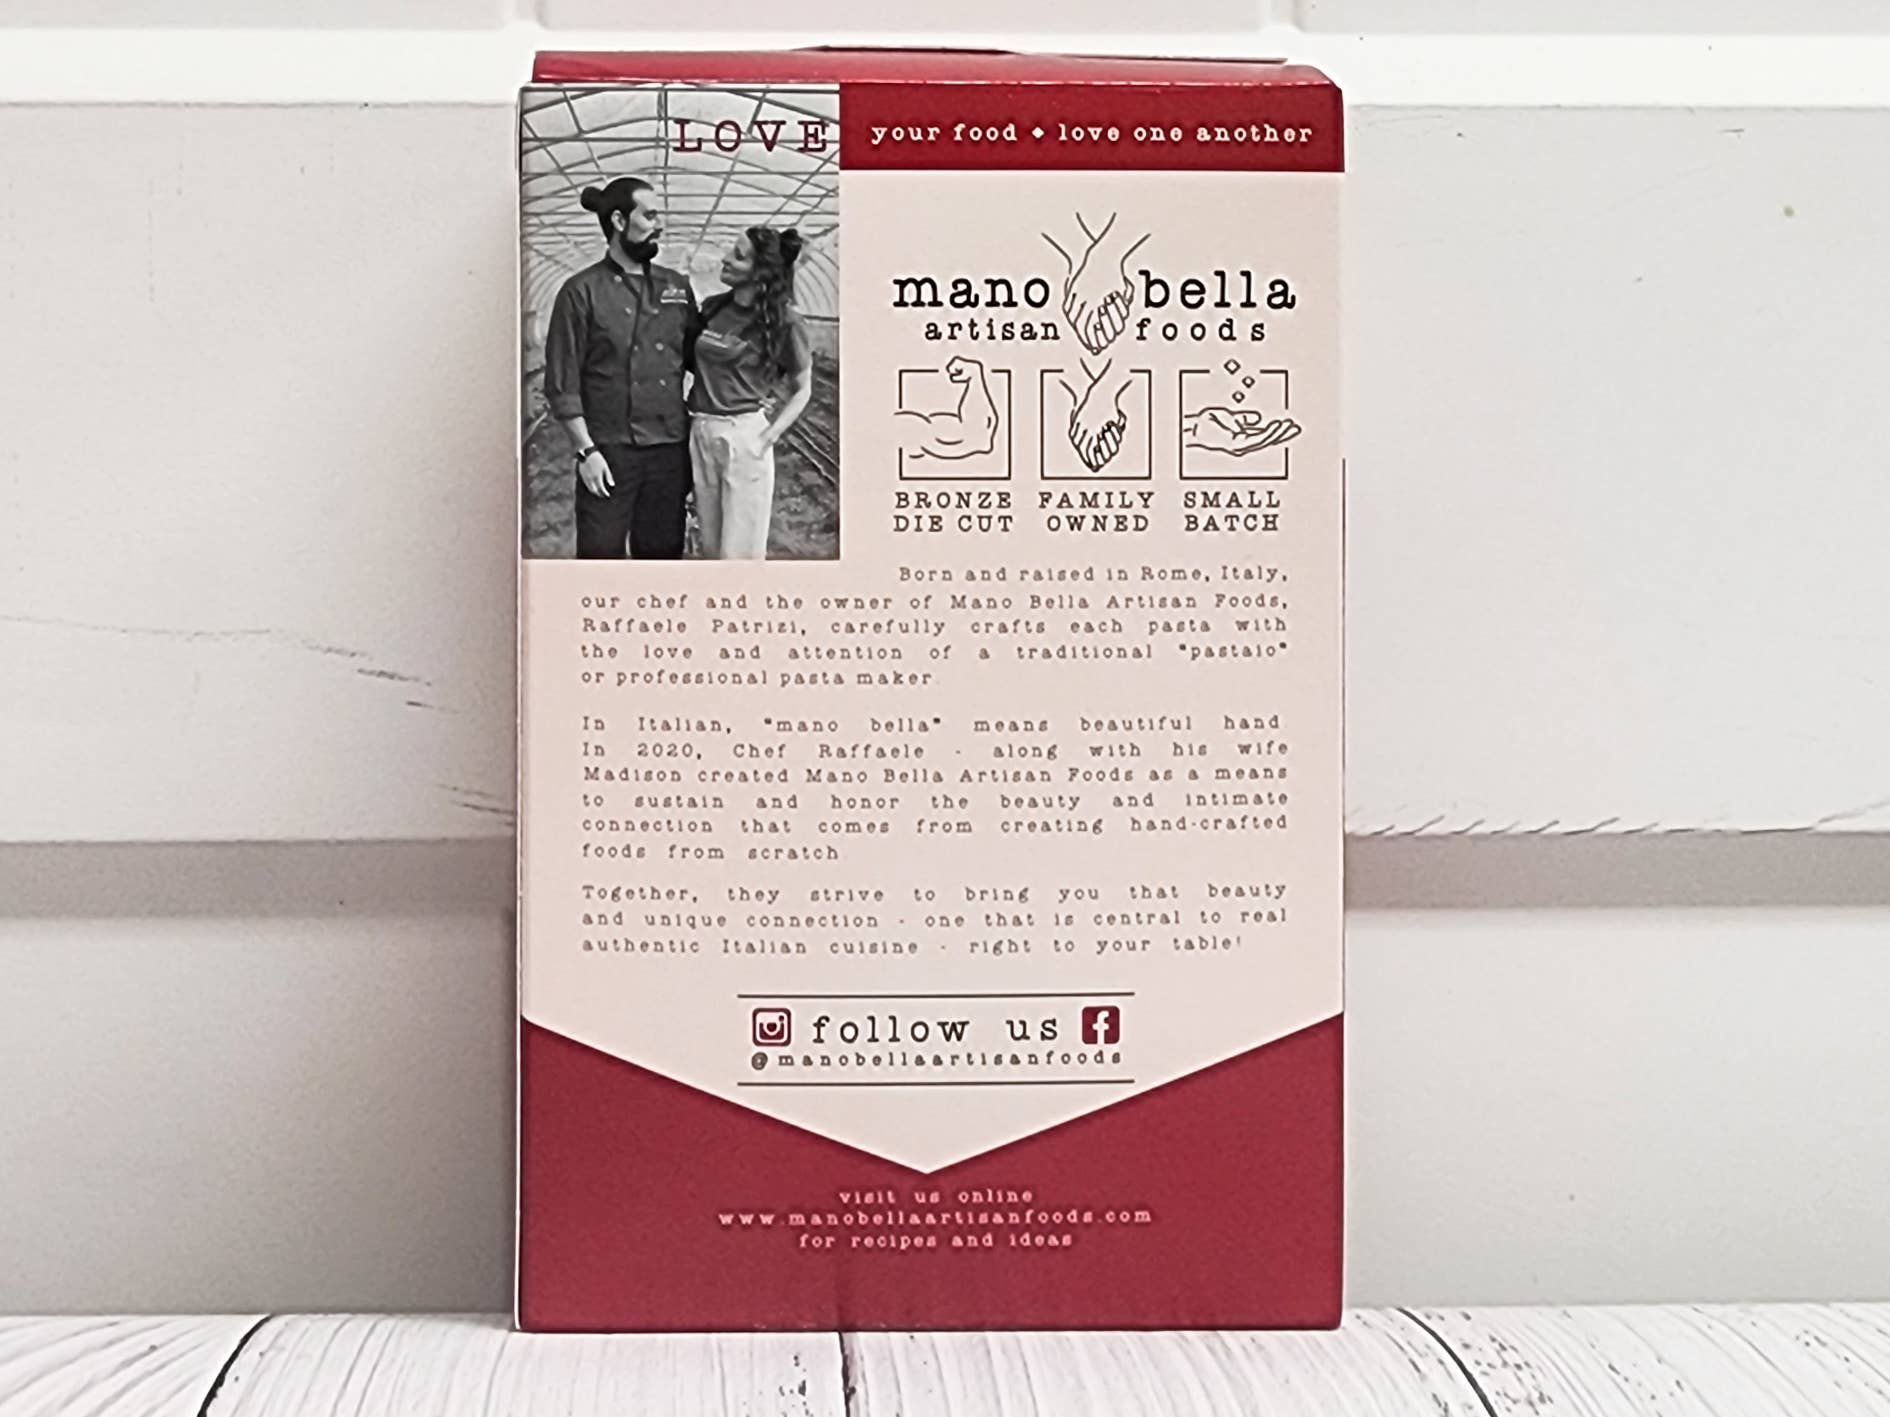 LOVE your food ◆ love one another
mano bella
artisan foods
BRONZE DIE CUT
FAMILY OWNED
SMALL BATCH
Born and raised in Rome, Italy,
our chef and the owner of Mano Bella Artisan Foods,
Raffaele Patrizi, carefully crafts each pasta with
the love and attention of a traditional "pastaio"
or professional pasta maker.
In Italian, "mano bella" means beautiful hand
In 2020, Chef Raffaele - along with his wife
Madison created Mano Bella Artisan Foods as a means
to sustain and honor the beauty and intimate
connection that comes from creating hand-crafted
foods from scratch
Together, they strive to bring you that beauty
and unique connection - one that is central to real
authentic Italian cuisine - right to your table!
follow us
@manobellaartisanfoods
visit us online
www.manobellaartisanfoods.com
for recipes and ideas